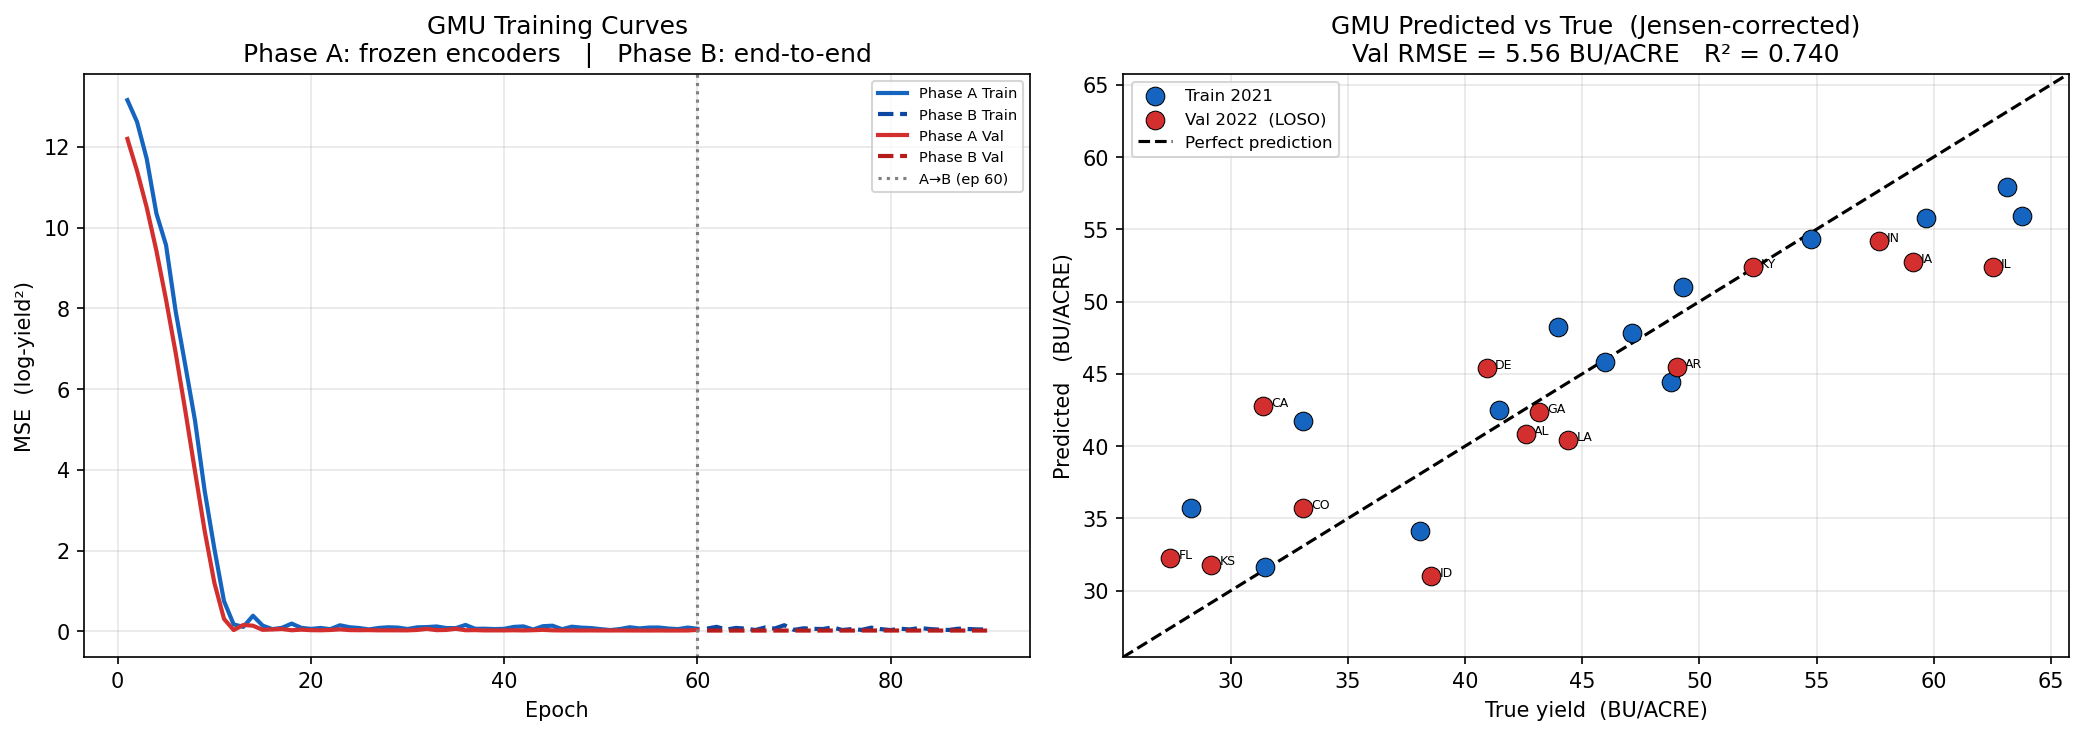 GMU Training Curves
Phase A: frozen encoders | Phase B: end-to-end
MSE (log-yield²)
12
10
8
6
4
2
0
0 20 40 60 80
Epoch
Phase A Train
Phase B Train
Phase A Val
Phase B Val
A→B (ep 60)
GMU Predicted vs True (Jensen-corrected)
Val RMSE = 5.56 BU/ACRE R² = 0.740
Predicted (BU/ACRE)
65
60
55
50
45
40
35
30
30 35 40 45 50 55 60 65
True yield (BU/ACRE)
Train 2021
Val 2022 (LOSO)
Perfect prediction
IN
IA
IL
KY
DE
AR
CA
GA
AL
LA
CO
FL
KS
ID